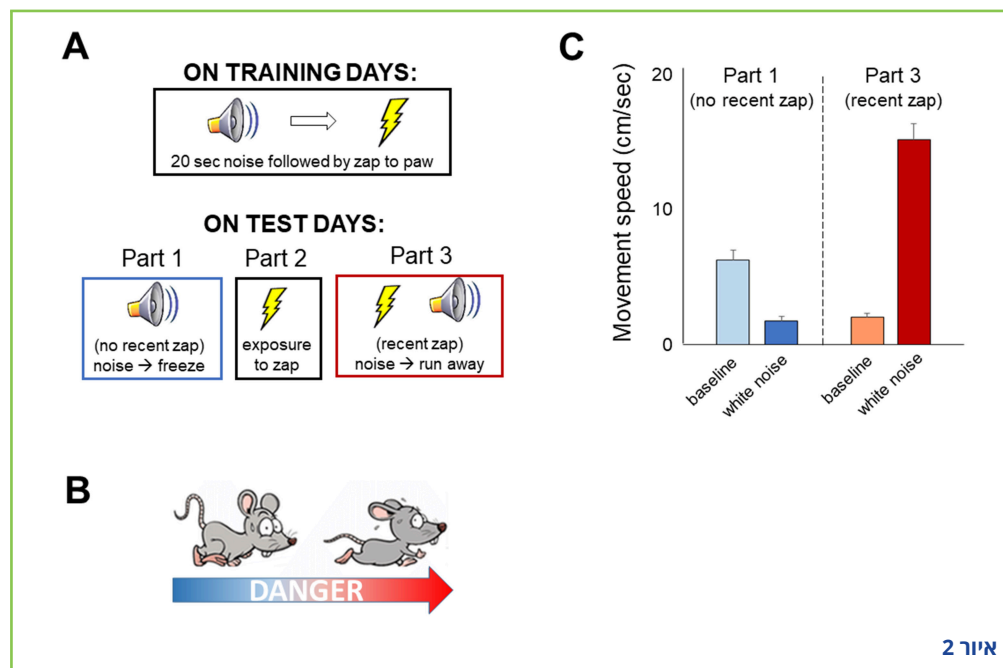 A
ON TRAINING DAYS:
20 sec noise followed by zap to paw
ON TEST DAYS:
Part 1
(no recent zap)
noise → freeze
Part 2
exposure
to zap
Part 3
(recent zap)
noise → run away
B
DANGER
C
Movement speed (cm/sec)
20
10
0
Part 1
(no recent zap)
Part 3
(recent zap)
baseline
white noise
baseline
white noise
איור 2